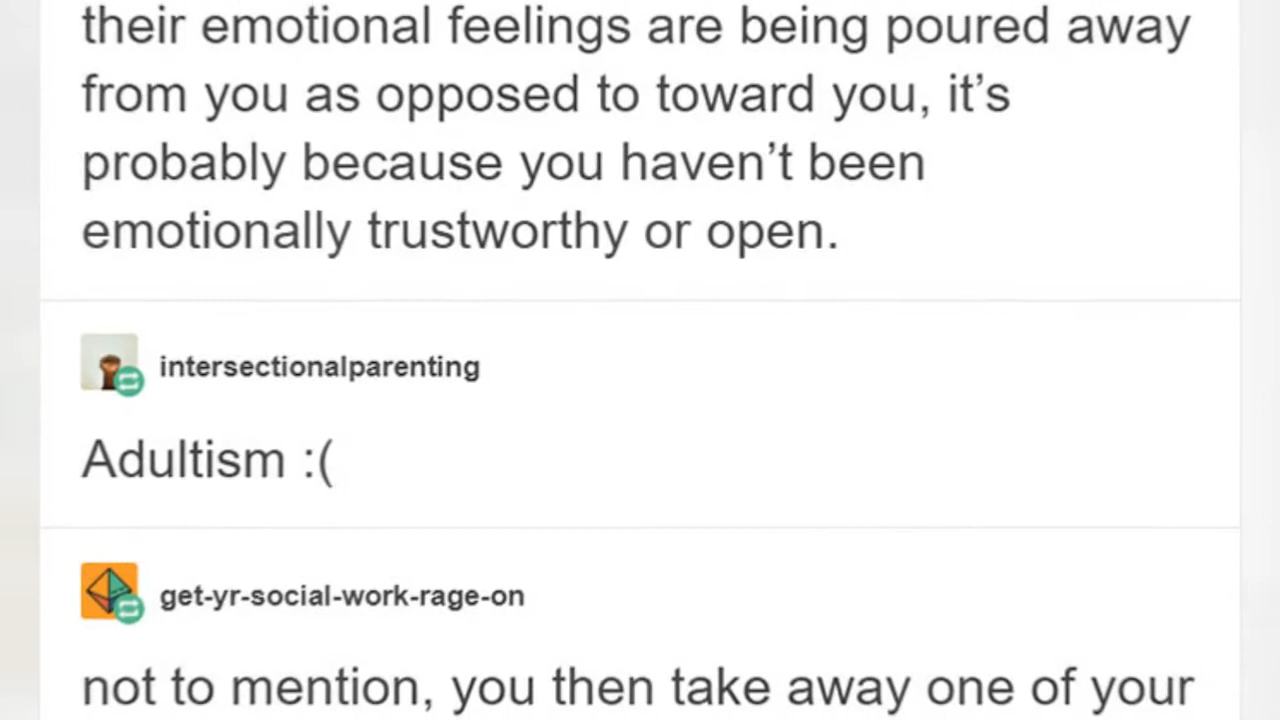 their emotional feelings are being poured away
from you as opposed to toward you, it’s
probably because you haven’t been
emotionally trustworthy or open.
intersectionalparenting
Adultism :(
get-yr-social-work-rage-on
not to mention, you then take away one of your